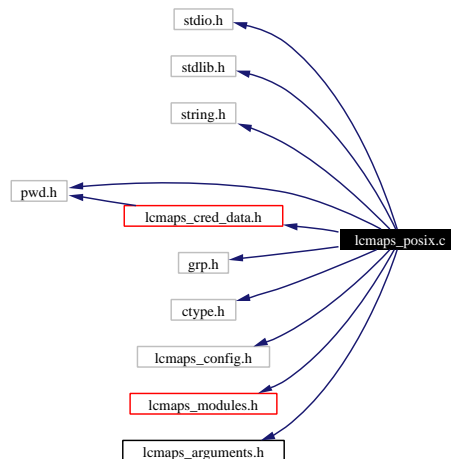 stdio.h
stdlib.h
string.h
pwd.h
lcmaps_cred_data.h
lcmaps_posix.c
grp.h
ctype.h
lcmaps_config.h
lcmaps_modules.h
lcmaps_arguments.h